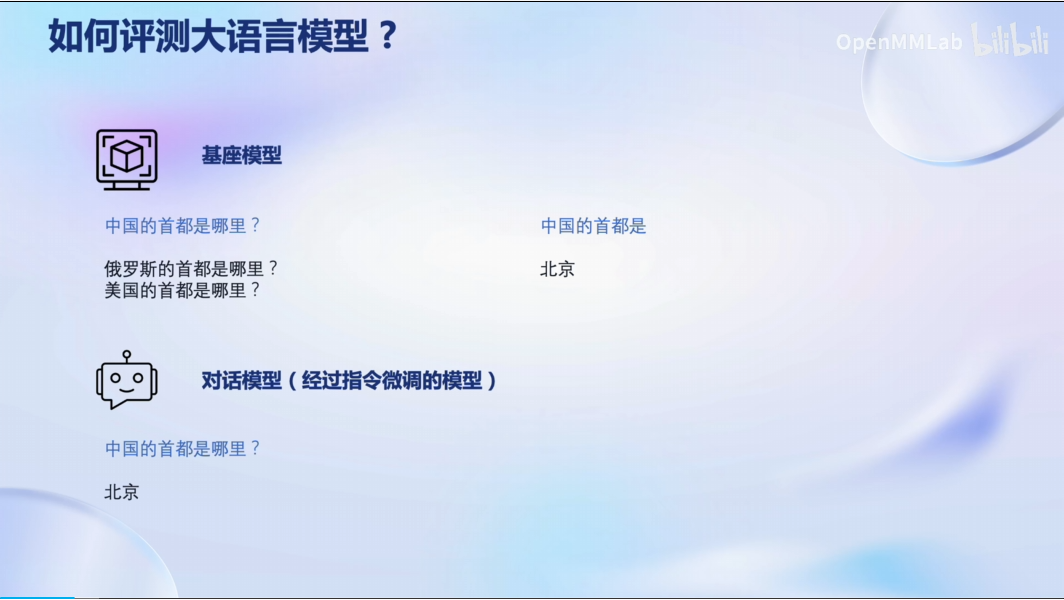 如何评测大语言模型？
OpenMMLab bilibili
基座模型
中国的首都是哪里？
俄罗斯的首都是哪里？
美国的首都是哪里？
中国的首都是
北京
对话模型（经过指令微调的模型）
中国的首都是哪里？
北京